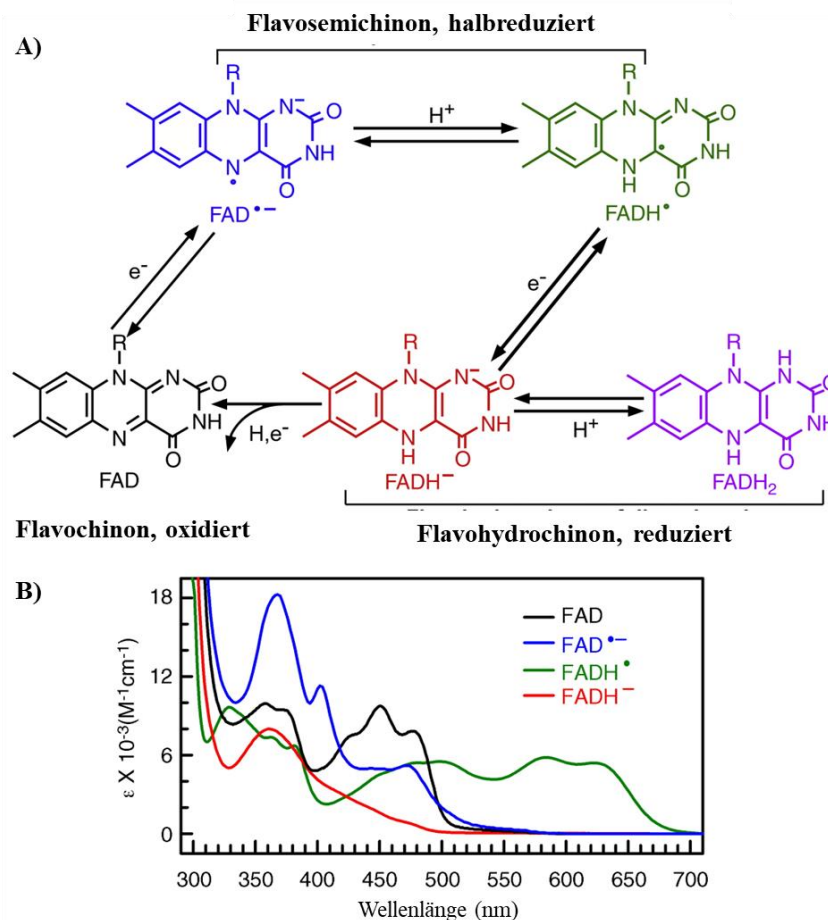 Flavosemichinon, halbreduziert
A)
R
N
N⁻
O
NH
N
•
O
FAD•−
H⁺
R
N
N
O
NH
N
H
•
O
FADH•
e⁻
e⁻
R
N
N
O
NH
N
O
FAD
H,e⁻
R
N
N⁻
O
NH
N
H
O
FADH⁻
H⁺
R
N
H
N
O
NH
N
H
O
FADH₂
Flavochinon, oxidiert
Flavohydrochinon, reduziert
B)
ε X 10-³(M⁻¹cm⁻¹)
18
12
6
0
FAD
FAD•−
FADH•
FADH⁻
300 350 400 450 500 550 600 650 700
Wellenlänge (nm)